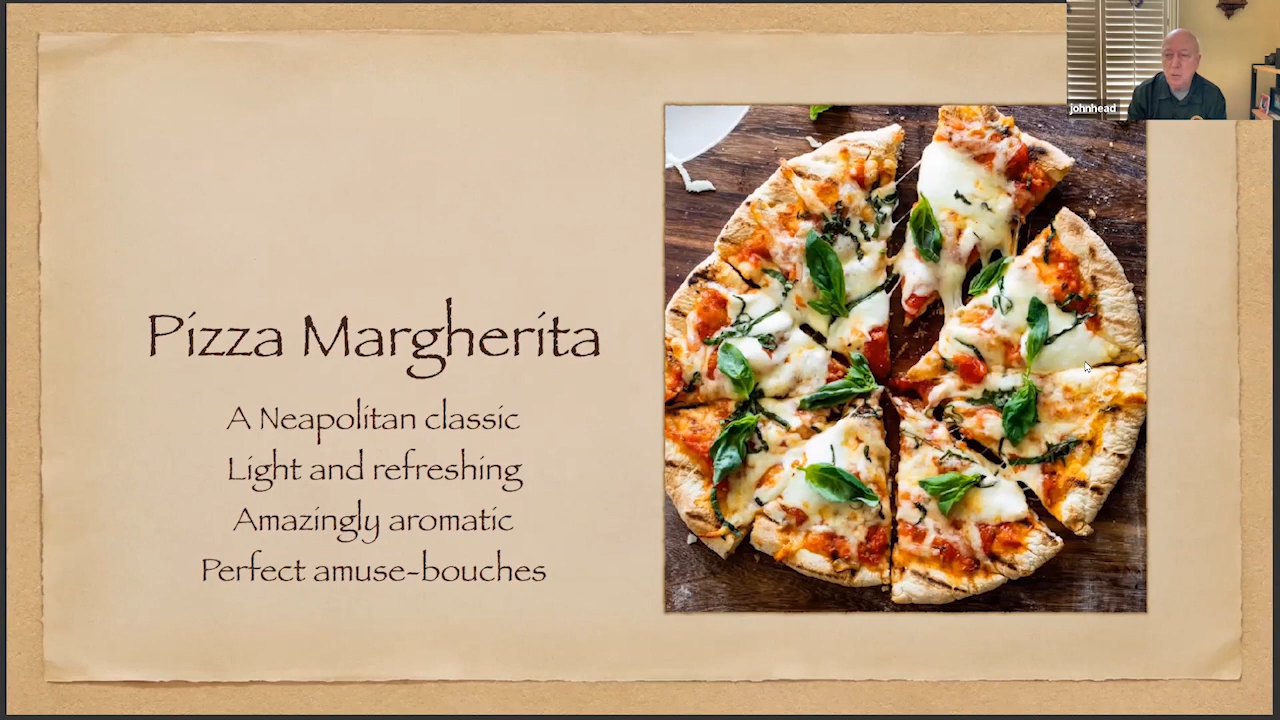 johnhead
Pizza Margherita
A Neapolitan classic
Light and refreshing
Amazingly aromatic
Perfect amuse-bouches